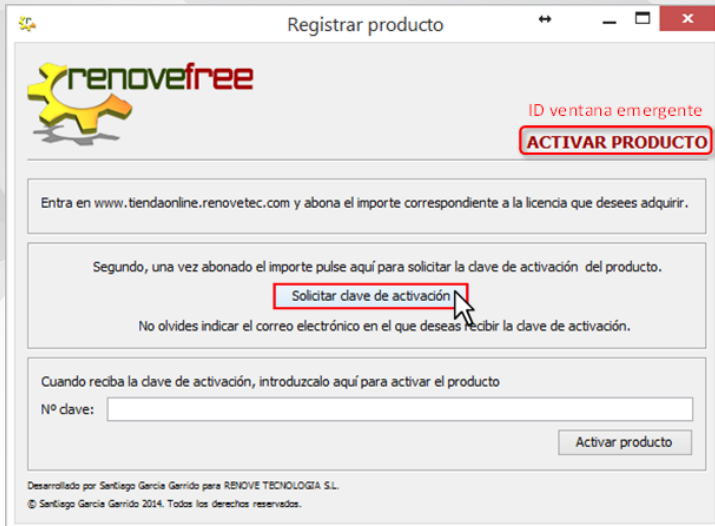 Registrar producto
renovefree
ID ventana emergente
ACTIVAR PRODUCTO
Entra en www.tiendaonline.renovetec.com y abona el importe correspondiente a la licencia que desees adquirir.
Segundo, una vez abonado el importe pulse aquí para solicitar la clave de activación del producto.
Solicitar clave de activación
No olvides indicar el correo electrónico en el que deseas recibir la clave de activación.
Cuando reciba la clave de activación, introduzcalo aquí para activar el producto
Nº clave:
Activar producto
Desarrollado por Santiago Garcia Garrido para RENOVE TECNOLOGIA S.L.
© Santiago Garcia Garrido 2014. Todos los derechos reservados.